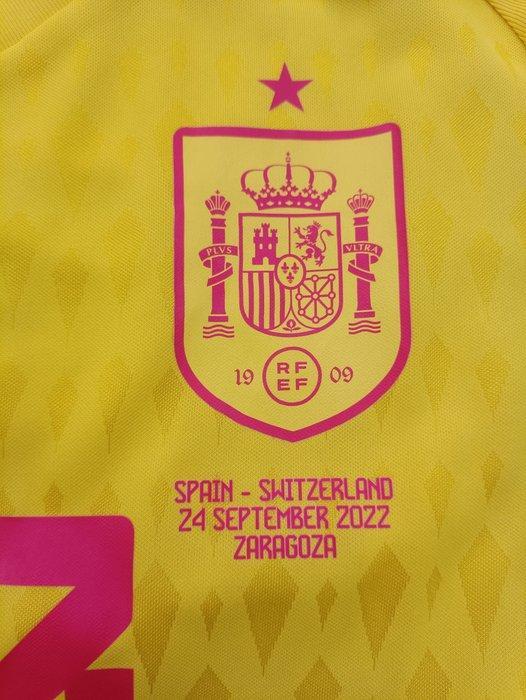 PLVS VLTRA
19 RF EF 09
SPAIN - SWITZERLAND
24 SEPTEMBER 2022
ZARAGOZA